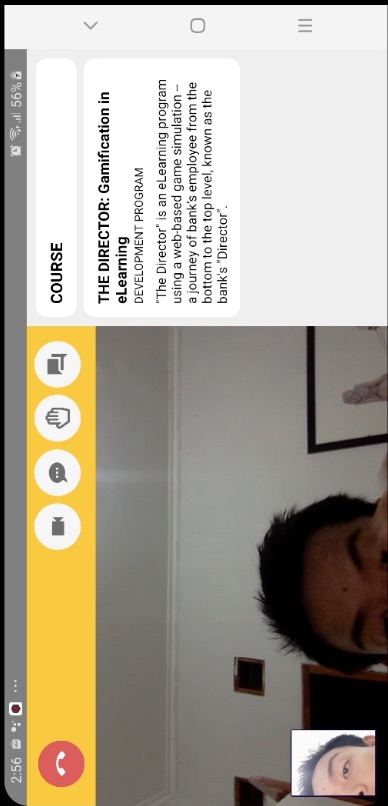 2:56
56%
COURSE
THE DIRECTOR: Gamification in
eLearning
DEVELOPMENT PROGRAM
"The Director" is an eLearning program
using a web-based game simulation –
a journey of bank's employee from the
bottom to the top level, known as the
bank's "Director".